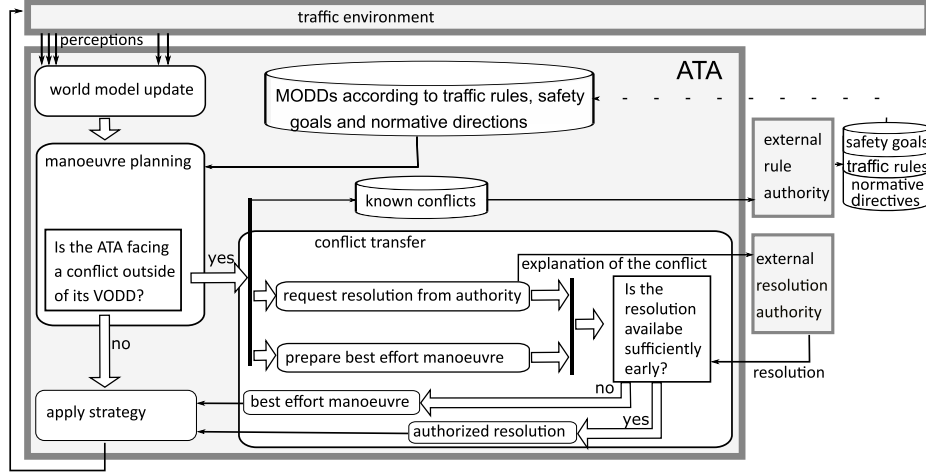 traffic environment
perceptions
ATA
world model update
MODDs according to traffic rules, safety
goals and normative directions
manoeuvre planning
external
rule
authority
safety goals
traffic rules
normative
directives
known conflicts
Is the ATA facing
a conflict outside
of its VODD?
yes
conflict transfer
explanation of the conflict
external
resolution
authority
request resolution from authority
Is the
resolution
availabe
sufficiently
early?
no
prepare best effort manoeuvre
resolution
no
best effort manoeuvre
apply strategy
yes
authorized resolution